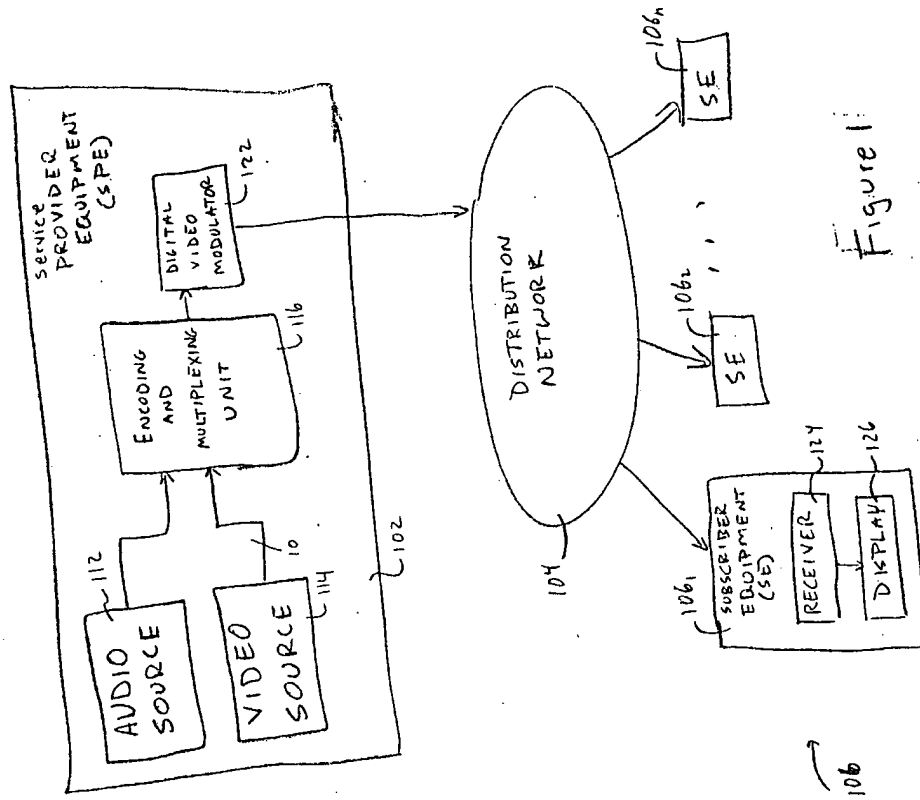 service
PROVIDER
EQUIPMENT
(SPE)
AUDIO
SOURCE
112
VIDEO
SOURCE
114
10
ENCODING
AND
MULTIPLEXING
UNIT
116
DIGITAL
VIDEO
MODULATOR
122
102
DISTRIBUTION
NETWORK
104
106₁
SUBSCRIBER
EQUIPMENT
(SE)
RECEIVER
124
DISPLAY
126
SE
106₂
SE
106n
106
Figure 1